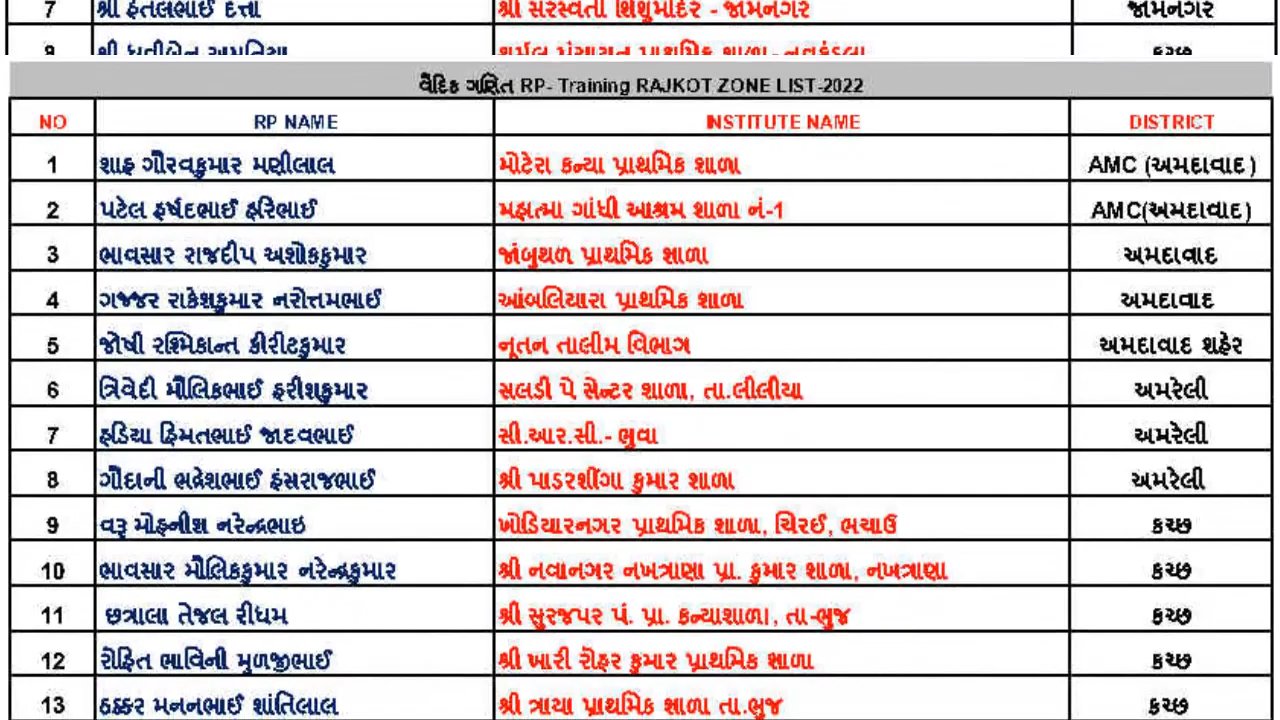 7 શ્રી હેતલભાઈ દત્તા શ્રી સરસ્વતી શિશુમંદિર - જામનગર જામનગર
8 શ્રી કચ્છ
વૈદિક ગણિત RP- Training RAJKOT ZONE LIST-2022
NO RP NAME INSTITUTE NAME DISTRICT
1 શાહ ગૌરવકુમાર મણીલાલ મોટેરા કન્યા પ્રાથમિક શાળા AMC (અમદાવાદ)
2 પટેલ હર્ષદભાઈ હરિભાઈ મહાત્મા ગાંધી આશ્રમ શાળા નં-1 AMC(અમદાવાદ)
3 ભાવસાર રાજદીપ અશોકકુમાર જાંબુથળ પ્રાથમિક શાળા અમદાવાદ
4 ગજ્જર રાકેશકુમાર નરોત્તમભાઈ આંબલિયારા પ્રાથમિક શાળા અમદાવાદ
5 જોષી રશ્મિકાન્ત કીરીટકુમાર નૂતન તાલીમ વિભાગ અમદાવાદ શહેર
6 ત્રિવેદી મૌલિકભાઈ હરીશકુમાર સલડી પે સેન્ટર શાળા, તા.લીલીયા અમરેલી
7 હડિયા હિંમતભાઈ જાદવભાઈ સી.આર.સી.- ભુવા અમરેલી
8 ગૌદાની ભદ્રેશભાઈ હંસરાજભાઈ શ્રી પાડરશીંગા કુમાર શાળા અમરેલી
9 વરૂ મોહનીશ નરેન્દ્રભાઇ ખોડિયારનગર પ્રાથમિક શાળા, ચિરઈ, ભચાઉ કચ્છ
10 ભાવસાર મૌલિકકુમાર નરેન્દ્રકુમાર શ્રી નવાનગર નખત્રાણા પ્રા. કુમાર શાળા, નખત્રાણા કચ્છ
11 છત્રાલા તેજલ રીધમ શ્રી સુરજપર પં. પ્રા. કન્યાશાળા, તા-ભુજ કચ્છ
12 રોહિત ભાવિની મુળજીભાઈ શ્રી ખારી રોહર કુમાર પ્રાથમિક શાળા કચ્છ
13 ઠક્કર મનનભાઈ શાંતિલાલ શ્રી ત્રાયા પ્રાથમિક શાળા તા.ભુજ કચ્છ